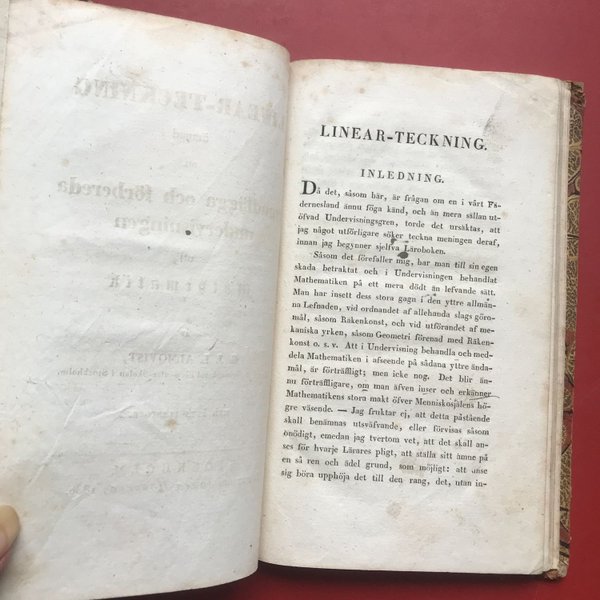 LINEAR-TECKNING.
INLEDNING.
Då det, såsom här, är frågan om en i vårt Fä-
dernesland ännu föga känd, och än mera sällan ut-
öfvad Undervisningsgren, torde det ursäktas, att
jag något utförligare söker teckna meningen deraf,
innan jag begynner sjelfva Läroboken.
Såsom det förefaller mig, har man till sin egen
skada betraktat och i Undervisningen behandlat
Mathematiken på ett mera dödt än lefvande sätt.
Man har insett dess stora gagn i den yttre allmän-
na Lefnaden, vid ordnandet af allehanda slags göro-
mål, såsom Räkenkonst, och vid utförandet af me-
kaniska yrken, såsom Geometri förenad med Räken-
konst o. s. v. Att i Undervisning behandla och med-
dela Mathematiken i afseende på sådana yttre ända-
mål, är förträffligt; men icke nog. Det blir än-
nu förträffligare, om man äfven inser och erkänner
Mathematikens stora makt öfver Menniskosjälens hög-
re väsende. — Jag fruktar ej, att detta påstående
skall benämnas utsväfvande, eller förvisas såsom
onödigt, emedan jag tvertom vet, att det skall an-
ses för hvarje Lärares pligt, att ställa sitt ämne på
en så ren och ädel grund, som möjligt: att anse
sig böra upphöja det till den rang, det, utan in-